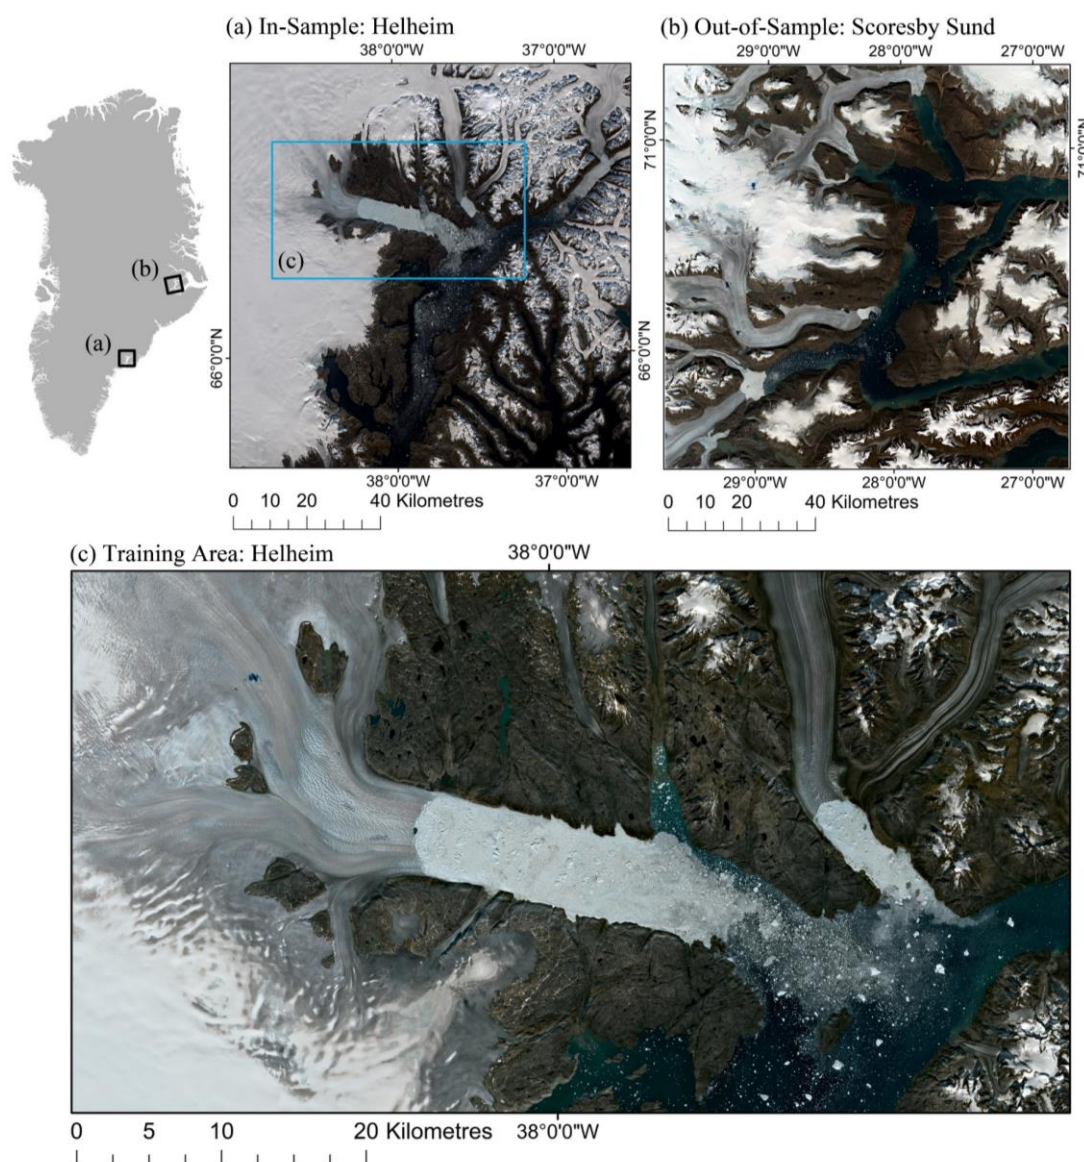 (a) In-Sample: Helheim
(b) Out-of-Sample: Scoresby Sund
38°0'0"W 37°0'0"W
29°0'0"W 28°0'0"W 27°0'0"W
71°0'0"N
71°0'0"N
(b)
(c)
(a)
66°0'0"N
66°0'0"N
38°0'0"W 37°0'0"W
29°0'0"W 28°0'0"W 27°0'0"W
0 10 20 40 Kilometres
0 10 20 40 Kilometres
(c) Training Area: Helheim
38°0'0"W
0 5 10 20 Kilometres
38°0'0"W